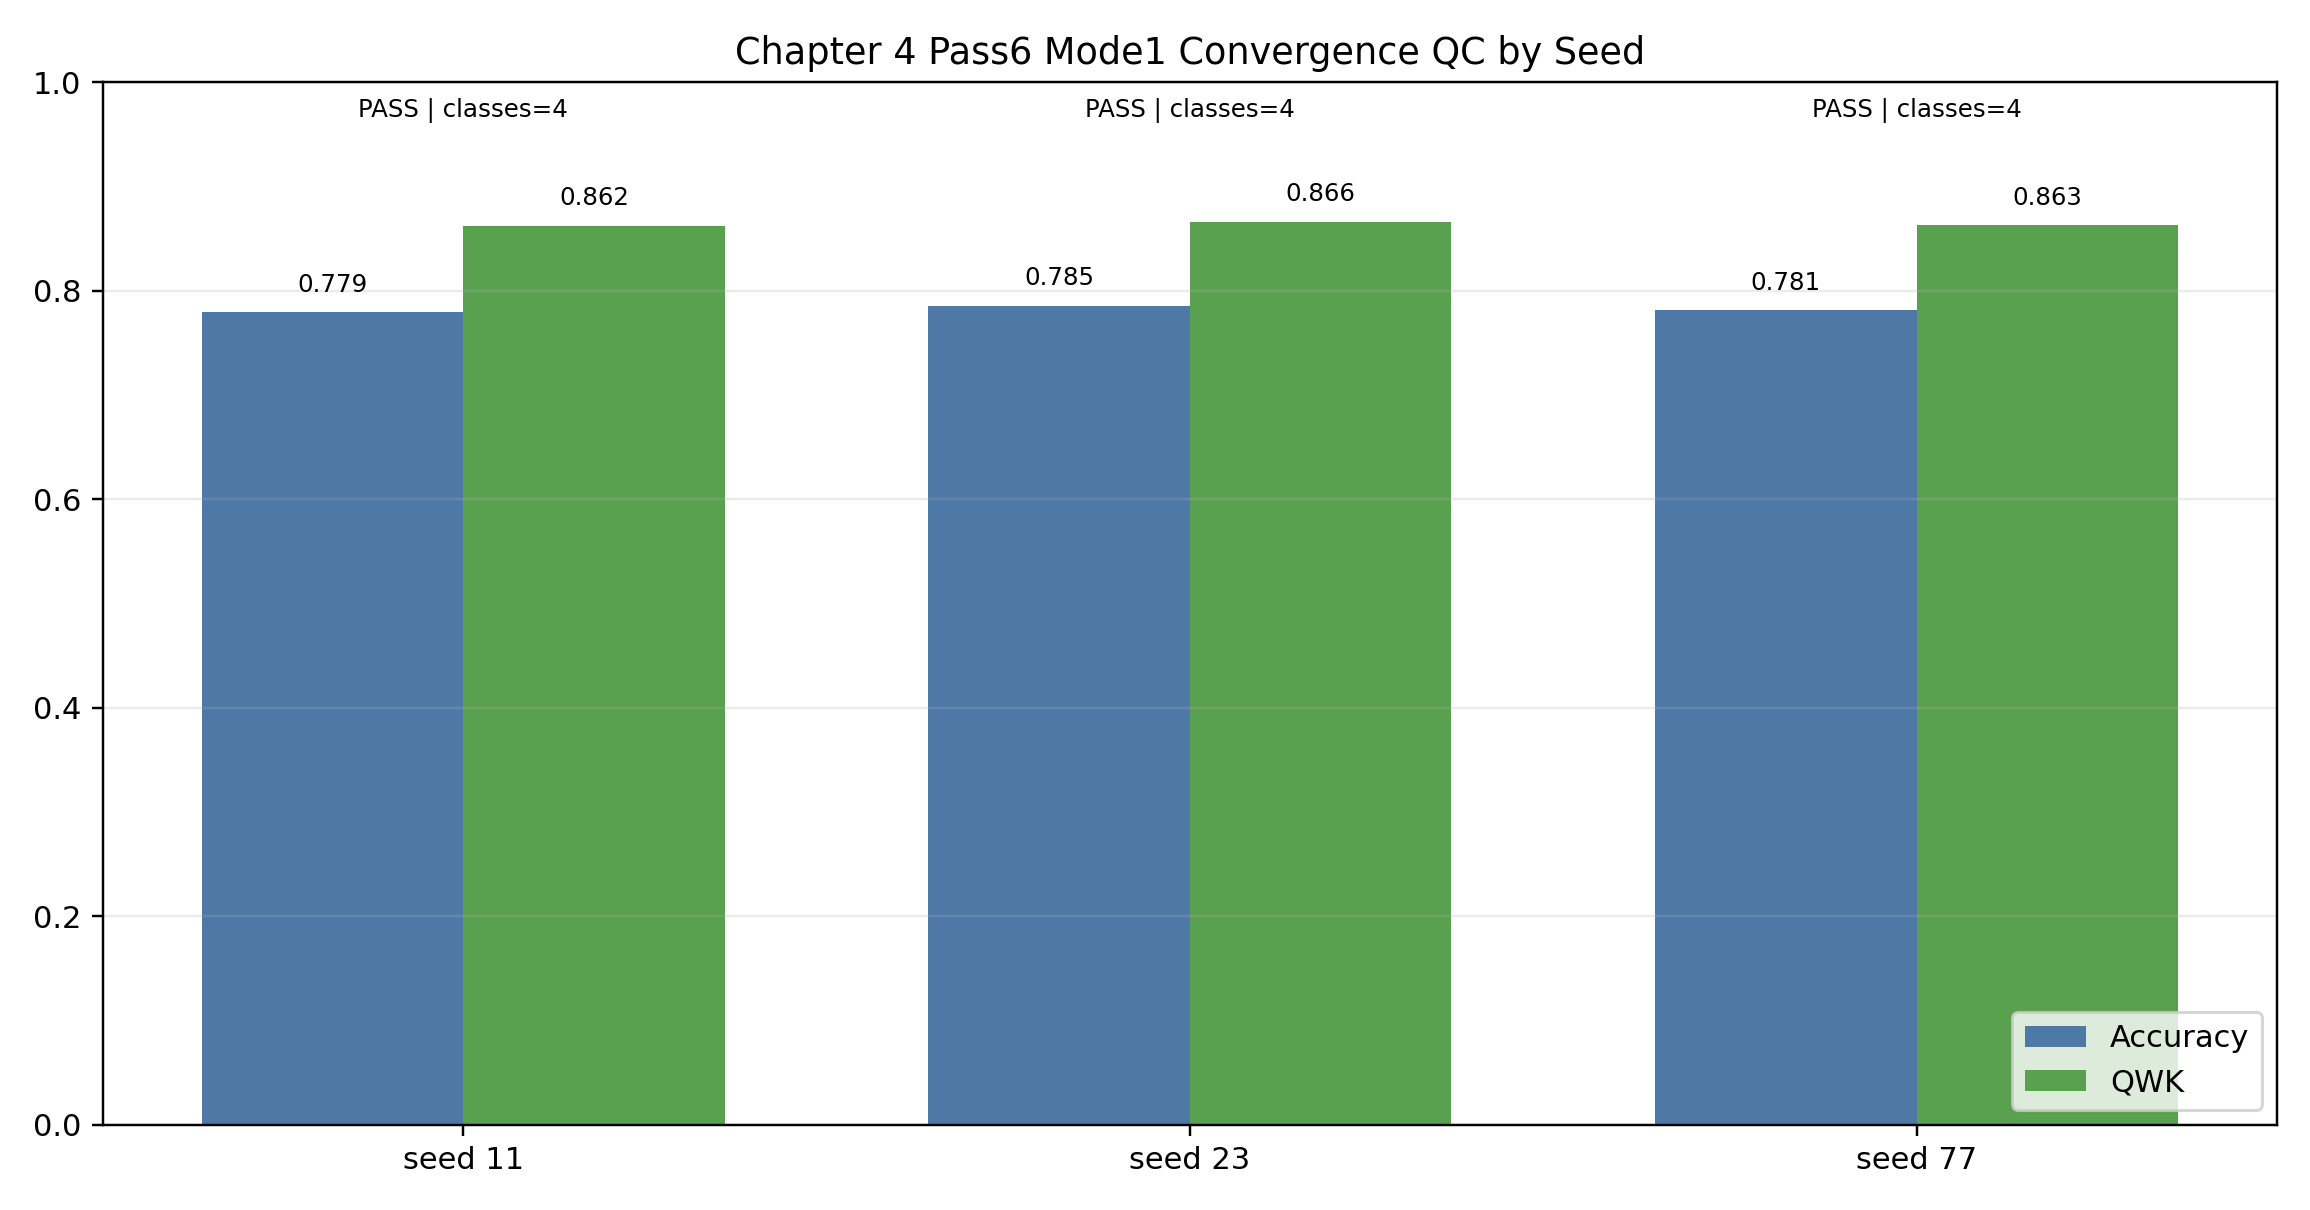 Chapter 4 Pass6 Mode1 Convergence QC by Seed
1.0
0.8
0.6
0.4
0.2
0.0
PASS | classes=4
PASS | classes=4
PASS | classes=4
0.779
0.862
0.785
0.866
0.781
0.863
Accuracy
QWK
seed 11
seed 23
seed 77